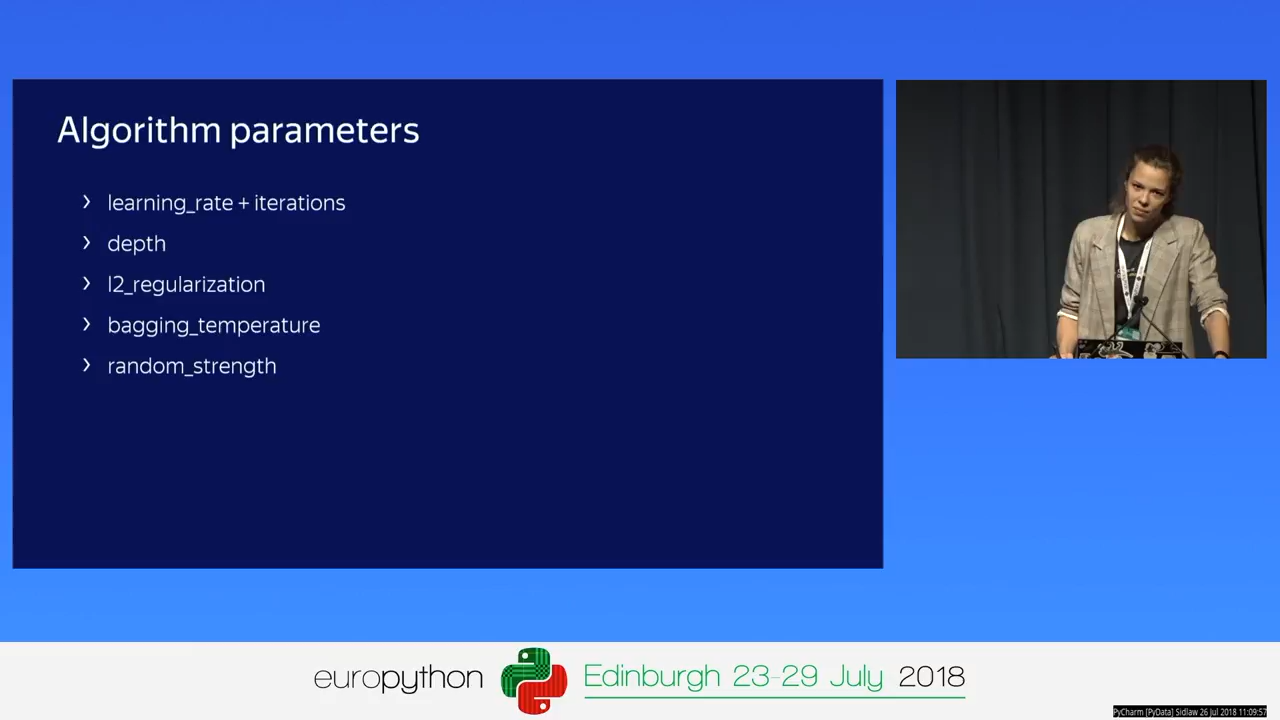 Algorithm parameters
› learning_rate + iterations
› depth
› l2_regularization
› bagging_temperature
› random_strength
europython Edinburgh 23-29 July 2018
PyCharm [PyData] Sidlaw 26 Jul 2018 11:09:57